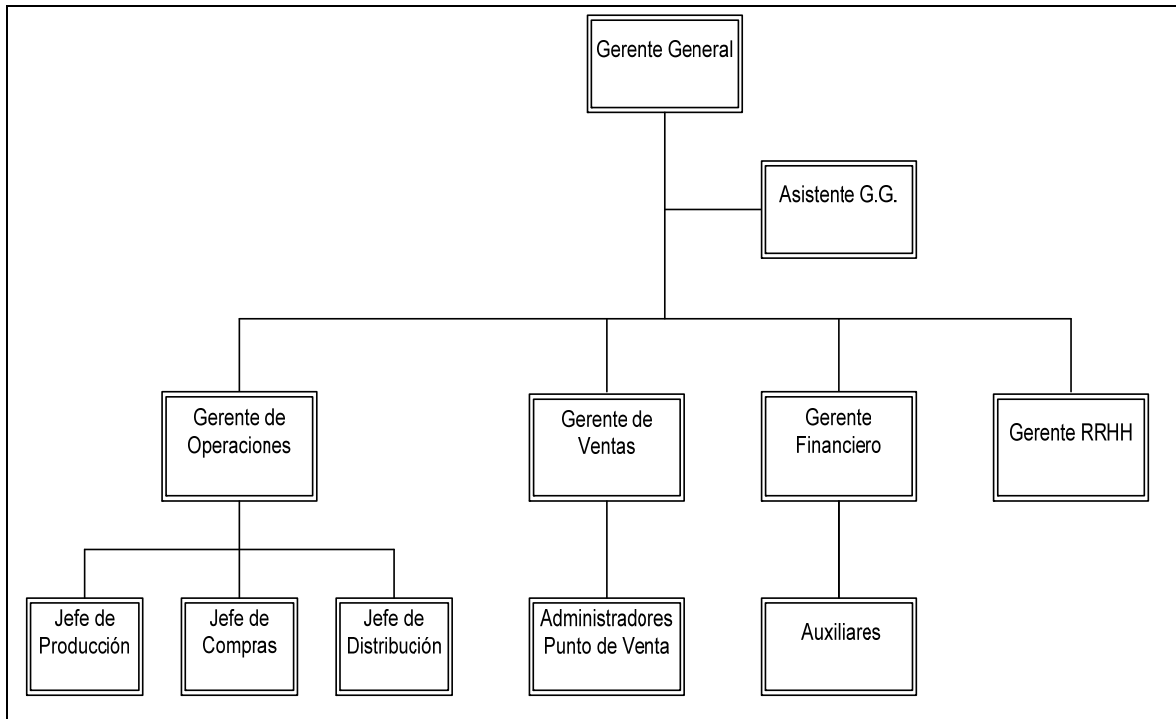 Gerente General
Asistente G.G.
Gerente de
Operaciones
Gerente de
Ventas
Gerente
Financiero
Gerente RRHH
Jefe de
Producción
Jefe de
Compras
Jefe de
Distribución
Administradores
Punto de Venta
Auxiliares